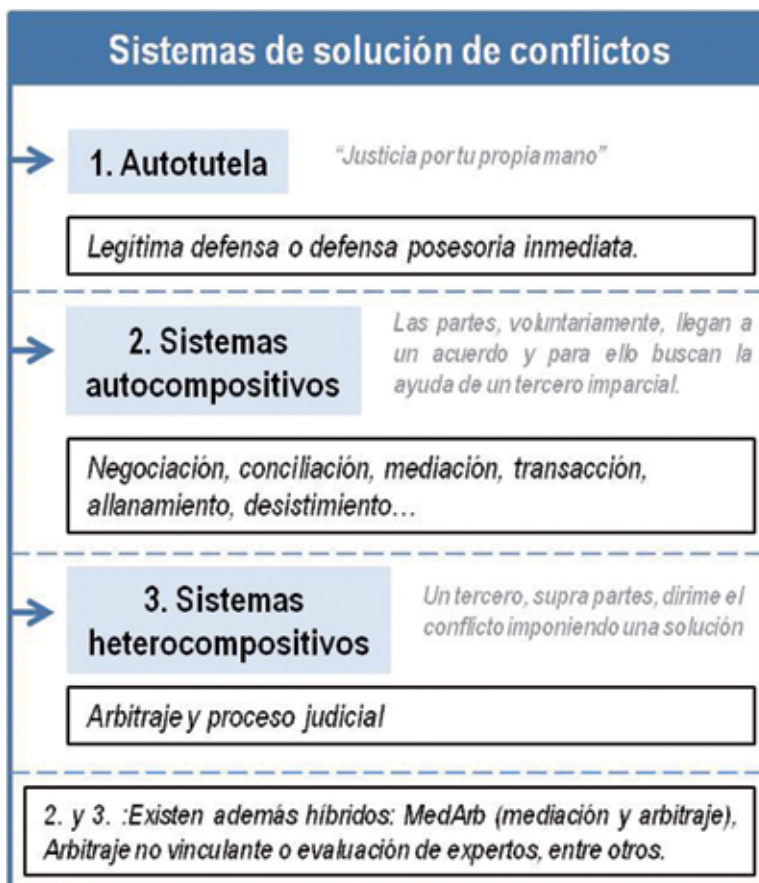 Sistemas de solución de conflictos
1. Autotutela
"Justicia por tu propia mano"
Legítima defensa o defensa posesoria inmediata.
2. Sistemas
autocompositivos
Las partes, voluntariamente, llegan a
un acuerdo y para ello buscan la
ayuda de un tercero imparcial.
Negociación, conciliación, mediación, transacción,
allanamiento, desistimiento...
3. Sistemas
heterocompositivos
Un tercero, supra partes, dirime el
conflicto imponiendo una solución
Arbitraje y proceso judicial
2. y 3. :Existen además híbridos: MedArb (mediación y arbitraje),
Arbitraje no vinculante o evaluación de expertos, entre otros.